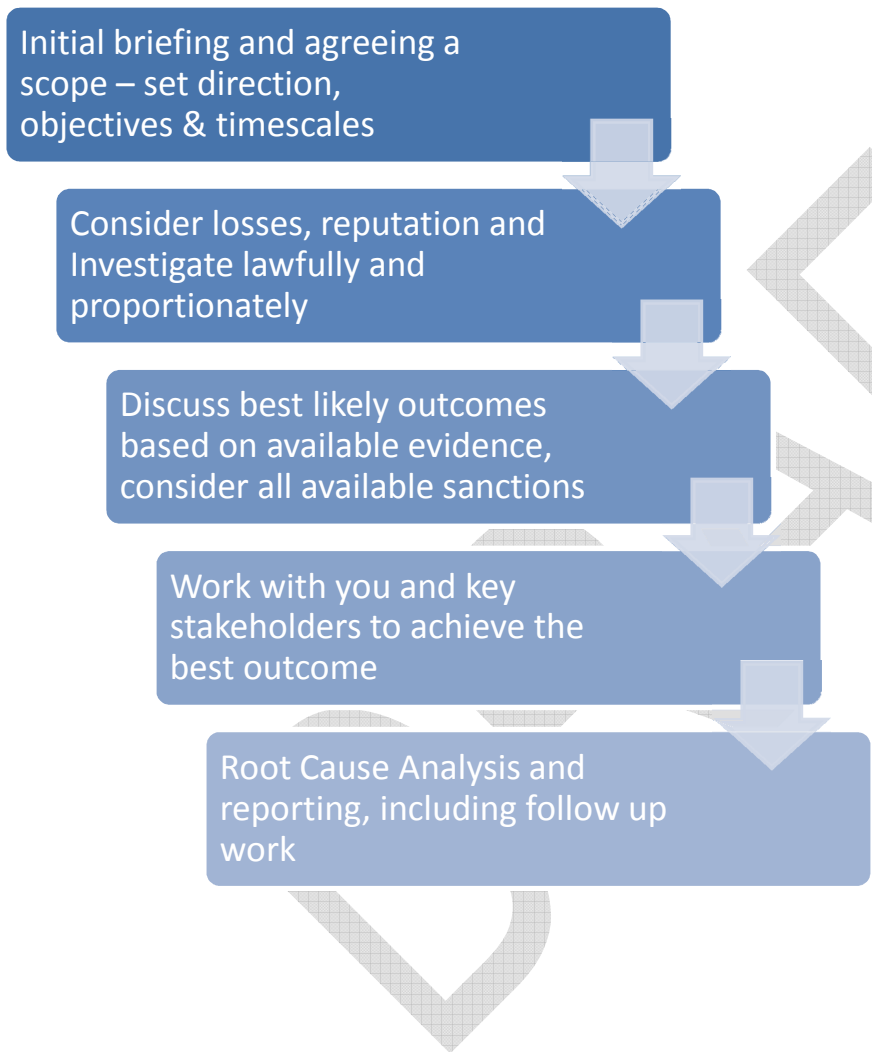 Initial briefing and agreeing a
scope – set direction,
objectives & timescales
Consider losses, reputation and
Investigate lawfully and
proportionately
Discuss best likely outcomes
based on available evidence,
consider all available sanctions
Work with you and key
stakeholders to achieve the
best outcome
Root Cause Analysis and
reporting, including follow up
work